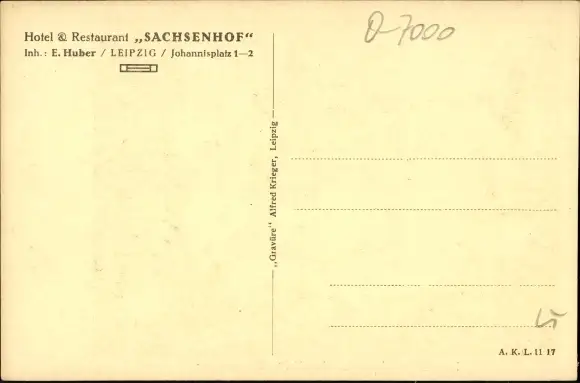 Hotel & Restaurant „SACHSENHOF“
Inh.: E. Huber / LEIPZIG / Johannisplatz 1—2
O-7000
„Gravüre“ Alfred Krieger, Leipzig
A. K. L. 11 17